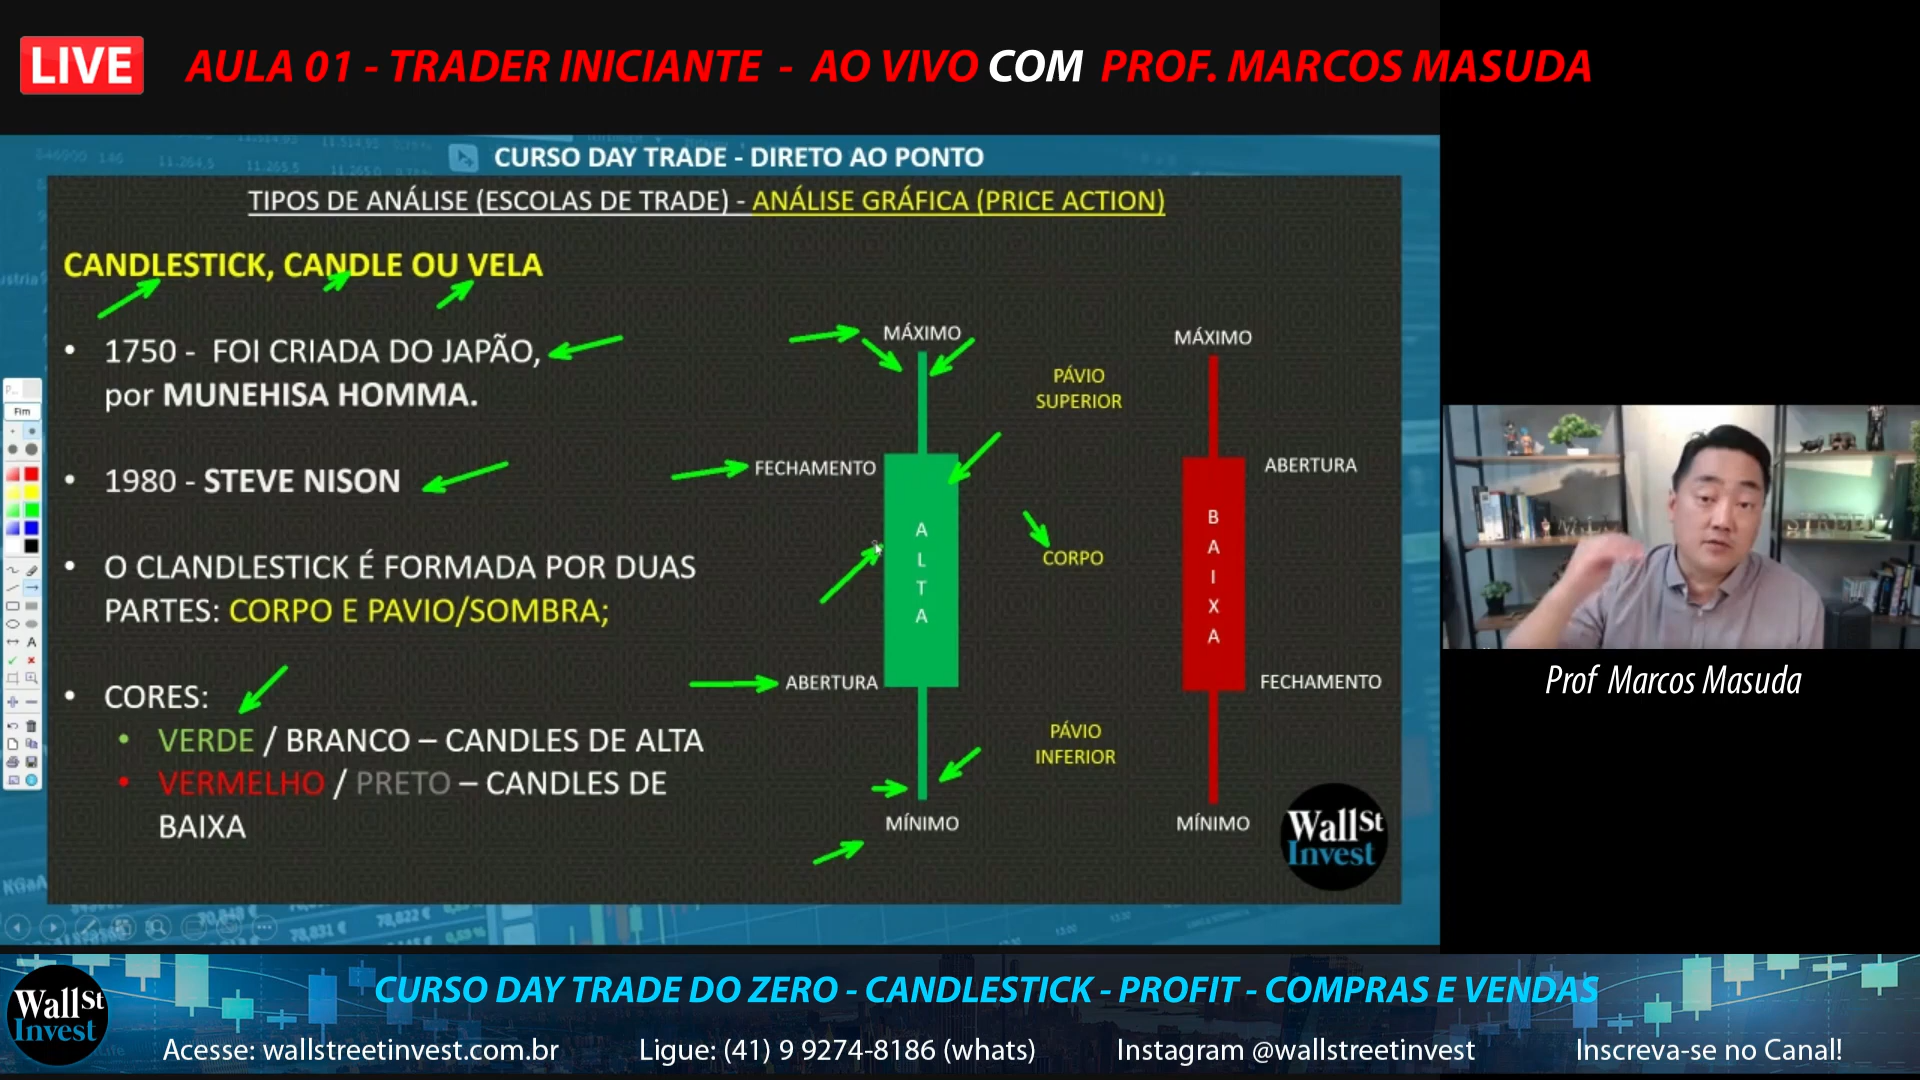 LIVE
AULA 01 - TRADER INICIANTE - AO VIVO COM PROF. MARCOS MASUDA
CURSO DAY TRADE - DIRETO AO PONTO
TIPOS DE ANÁLISE (ESCOLAS DE TRADE) - ANÁLISE GRÁFICA (PRICE ACTION)
CANDLESTICK, CANDLE OU VELA
• 1750 - FOI CRIADA DO JAPÃO,
por MUNEHISA HOMMA.
• 1980 - STEVE NISON
• O CLANDLESTICK É FORMADA POR DUAS
PARTES: CORPO E PAVIO/SOMBRA;
• CORES:
• VERDE / BRANCO – CANDLES DE ALTA
• VERMELHO / PRETO – CANDLES DE
BAIXA
MÁXIMO
FECHAMENTO
ALTA
ABERTURA
MÍNIMO
PÁVIO
SUPERIOR
CORPO
PÁVIO
INFERIOR
MÁXIMO
ABERTURA
BAIXA
FECHAMENTO
MÍNIMO
WallSt
Invest
Fim
Prof Marcos Masuda
WallSt
Invest
CURSO DAY TRADE DO ZERO - CANDLESTICK - PROFIT - COMPRAS E VENDAS
Acesse: wallstreetinvest.com.br Ligue: (41) 9 9274-8186 (whats) Instagram @wallstreetinvest Inscreva-se no Canal!